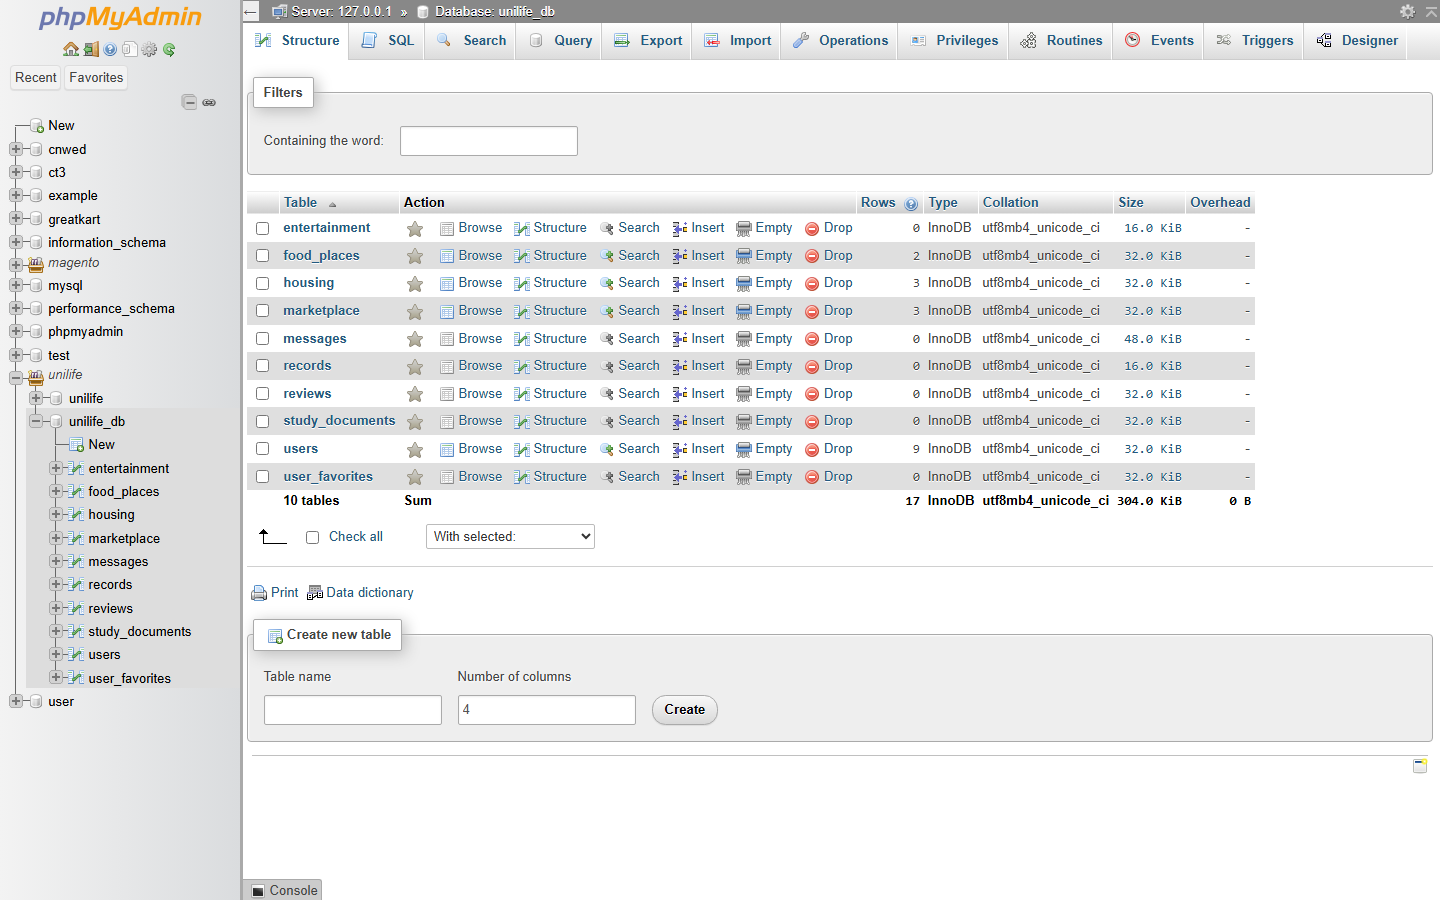 phpMyAdmin
Recent Favorites
New
cnwed
ct3
example
greatkart
information_schema
magento
mysql
performance_schema
phpmyadmin
test
unilife
unilife
unilife_db
New
entertainment
food_places
housing
marketplace
messages
records
reviews
study_documents
users
user_favorites
user
Server: 127.0.0.1 » Database: unilife_db
Structure SQL Search Query Export Import Operations Privileges Routines Events Triggers Designer
Filters
Containing the word:
Table Action Rows Type Collation Size Overhead
entertainment Browse Structure Search Insert Empty Drop 0 InnoDB utf8mb4_unicode_ci 16.0 KiB -
food_places Browse Structure Search Insert Empty Drop 2 InnoDB utf8mb4_unicode_ci 32.0 KiB -
housing Browse Structure Search Insert Empty Drop 3 InnoDB utf8mb4_unicode_ci 32.0 KiB -
marketplace Browse Structure Search Insert Empty Drop 3 InnoDB utf8mb4_unicode_ci 32.0 KiB -
messages Browse Structure Search Insert Empty Drop 0 InnoDB utf8mb4_unicode_ci 48.0 KiB -
records Browse Structure Search Insert Empty Drop 0 InnoDB utf8mb4_unicode_ci 16.0 KiB -
reviews Browse Structure Search Insert Empty Drop 0 InnoDB utf8mb4_unicode_ci 32.0 KiB -
study_documents Browse Structure Search Insert Empty Drop 0 InnoDB utf8mb4_unicode_ci 32.0 KiB -
users Browse Structure Search Insert Empty Drop 9 InnoDB utf8mb4_unicode_ci 32.0 KiB -
user_favorites Browse Structure Search Insert Empty Drop 0 InnoDB utf8mb4_unicode_ci 32.0 KiB -
10 tables Sum 17 InnoDB utf8mb4_unicode_ci 304.0 KiB 0 B
Check all With selected:
Print Data dictionary
Create new table
Table name Number of columns
4 Create
Console